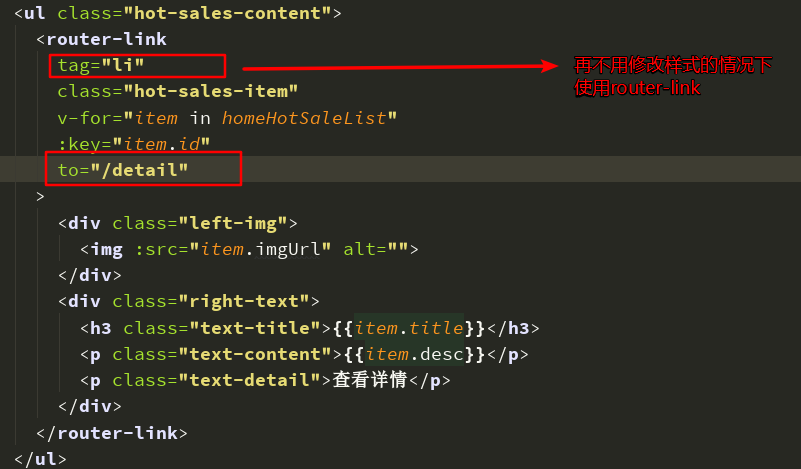 <ul class="hot-sales-content">
<router-link
tag="li"
再不用修改样式的情况下
使用router-link
class="hot-sales-item"
v-for="item in homeHotSaleList"
:key="item.id"
to="/detail"
>
<div class="left-img">
<img :src="item.imgUrl" alt="">
</div>
<div class="right-text">
<h3 class="text-title">{{item.title}}</h3>
<p class="text-content">{{item.desc}}</p>
<p class="text-detail">查看详情</p>
</div>
</router-link>
</ul>